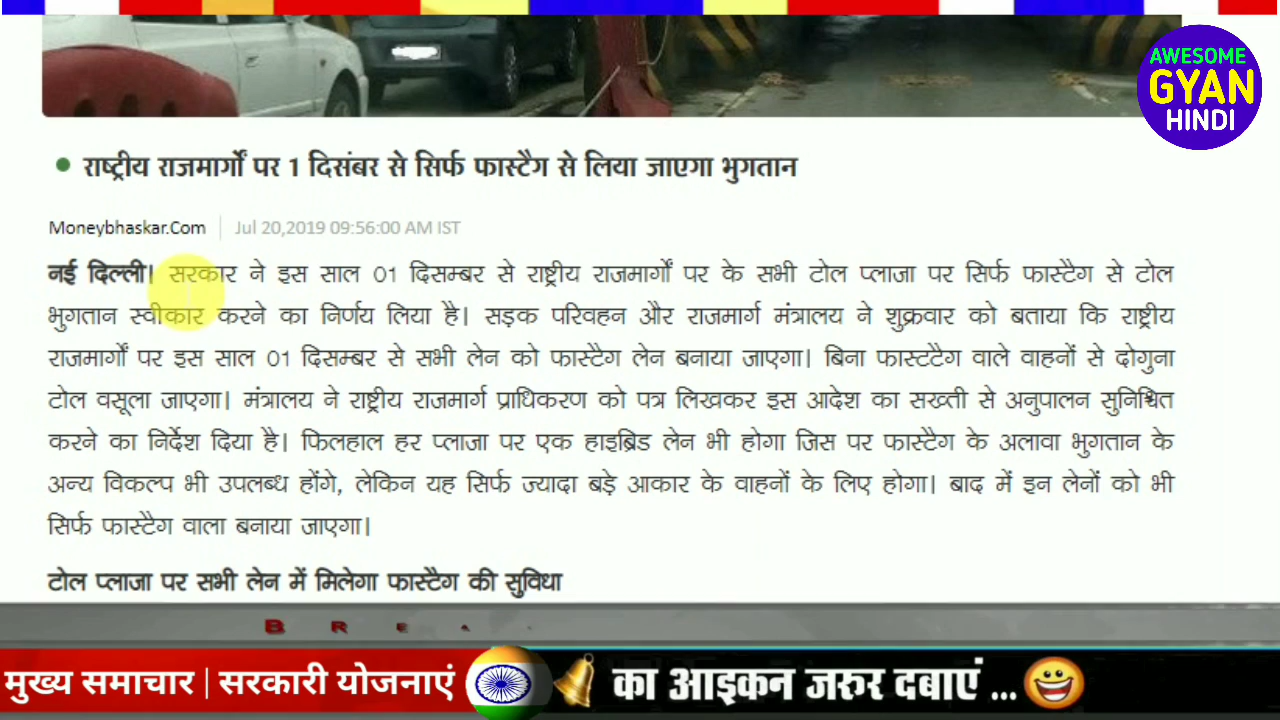 AWESOME
GYAN
HINDI
राष्ट्रीय राजमार्गों पर 1 दिसंबर से सिर्फ फास्टैग से लिया जाएगा भुगतान
Moneybhaskar.Com Jul 20,2019 09:56:00 AM IST
नई दिल्ली। सरकार ने इस साल 01 दिसम्बर से राष्ट्रीय राजमार्गों पर के सभी टोल प्लाजा पर सिर्फ फास्टैग से टोल
भुगतान स्वीकार करने का निर्णय लिया है। सड़क परिवहन और राजमार्ग मंत्रालय ने शुक्रवार को बताया कि राष्ट्रीय
राजमार्गों पर इस साल 01 दिसम्बर से सभी लेन को फास्टैग लेन बनाया जाएगा। बिना फास्टटैग वाले वाहनों से दोगुना
टोल वसूला जाएगा। मंत्रालय ने राष्ट्रीय राजमार्ग प्राधिकरण को पत्र लिखकर इस आदेश का सख्ती से अनुपालन सुनिश्चित
करने का निर्देश दिया है। फिलहाल हर प्लाजा पर एक हाइब्रिड लेन भी होगा जिस पर फास्टैग के अलावा भुगतान के
अन्य विकल्प भी उपलब्ध होंगे, लेकिन यह सिर्फ ज्यादा बड़े आकार के वाहनों के लिए होगा। बाद में इन लेनों को भी
सिर्फ फास्टैग वाला बनाया जाएगा।
टोल प्लाजा पर सभी लेन में मिलेगा फास्टैग की सुविधा
B R E A
मुख्य समाचार | सरकारी योजनाएं का आइकन जरुर दबाएं ...